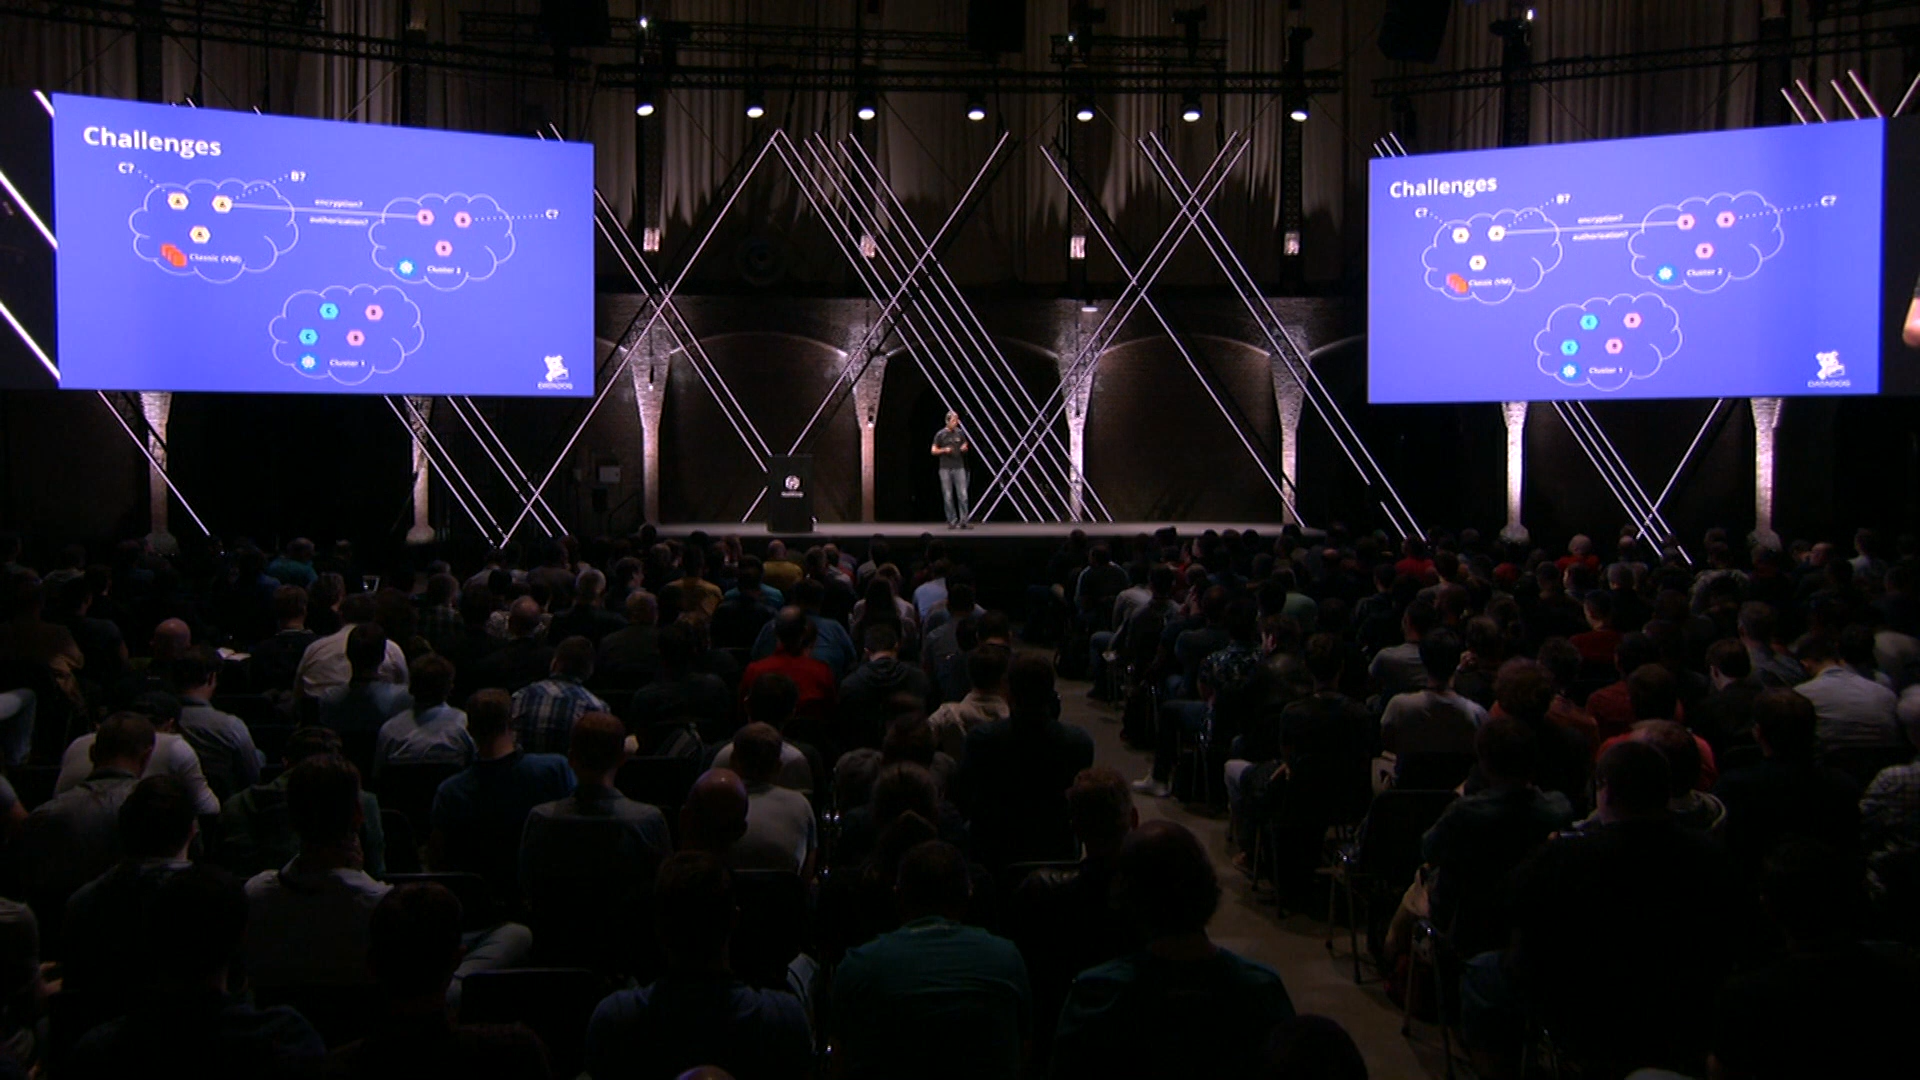 Challenges
C?
B?
encryption?
authorization?
C?
A
A
B
B
A
B
Classic (VM)
Cluster 2
C
B
C
B
Cluster 1
DATADOG
Challenges
C?
B?
encryption?
authorization?
C?
A
A
B
B
A
B
Classic (VM)
Cluster 2
C
B
C
B
Cluster 1
DATADOG
HashiCorp